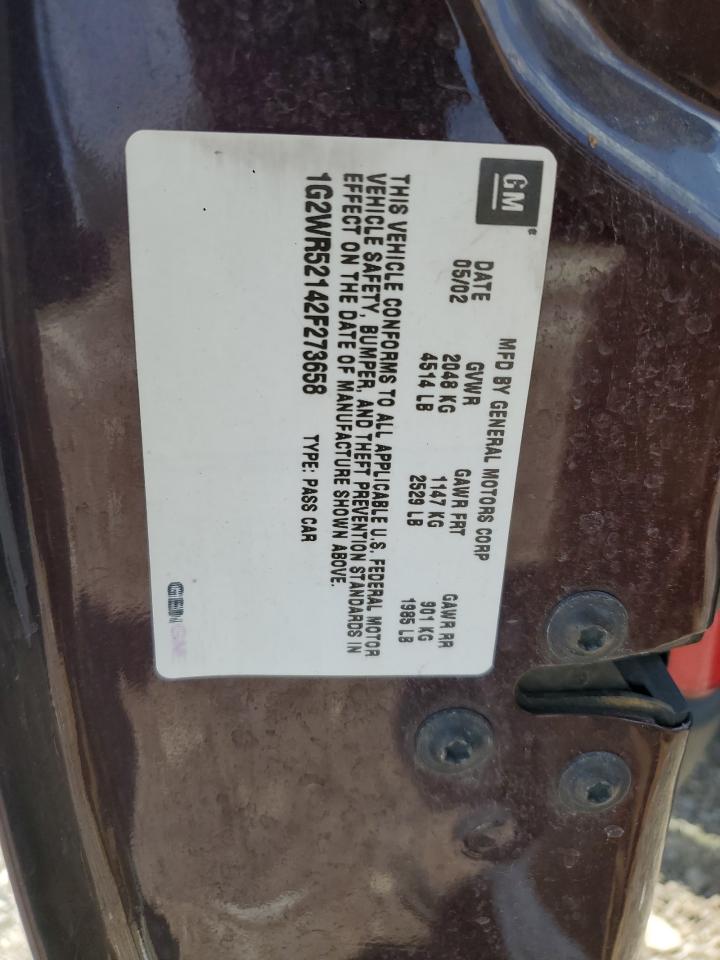 GM
MFD BY GENERAL MOTORS CORP
DATE GVWR GAWR FRT GAWR RR
05/02 2048 KG 1147 KG 901 KG
4514 LB 2529 LB 1985 LB
THIS VEHICLE CONFORMS TO ALL APPLICABLE U.S. FEDERAL MOTOR
VEHICLE SAFETY, BUMPER, AND THEFT PREVENTION STANDARDS IN
EFFECT ON THE DATE OF MANUFACTURE SHOWN ABOVE.
1G2WR52142F273658 TYPE: PASS CAR